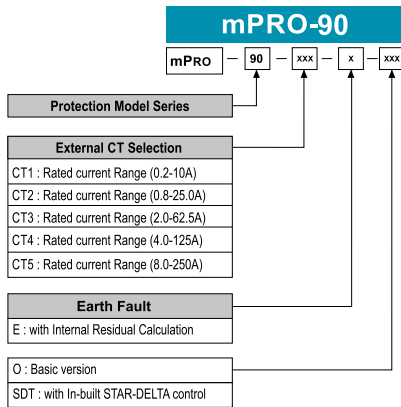 mPRO-90
mPRO – 90 – xxx – x – xxx
Protection Model Series
External CT Selection
CT1 : Rated current Range (0.2-10A)
CT2 : Rated current Range (0.8-25.0A)
CT3 : Rated current Range (2.0-62.5A)
CT4 : Rated current Range (4.0-125A)
CT5 : Rated current Range (8.0-250A)
Earth Fault
E : with Internal Residual Calculation
O : Basic version
SDT : with In-built STAR-DELTA control